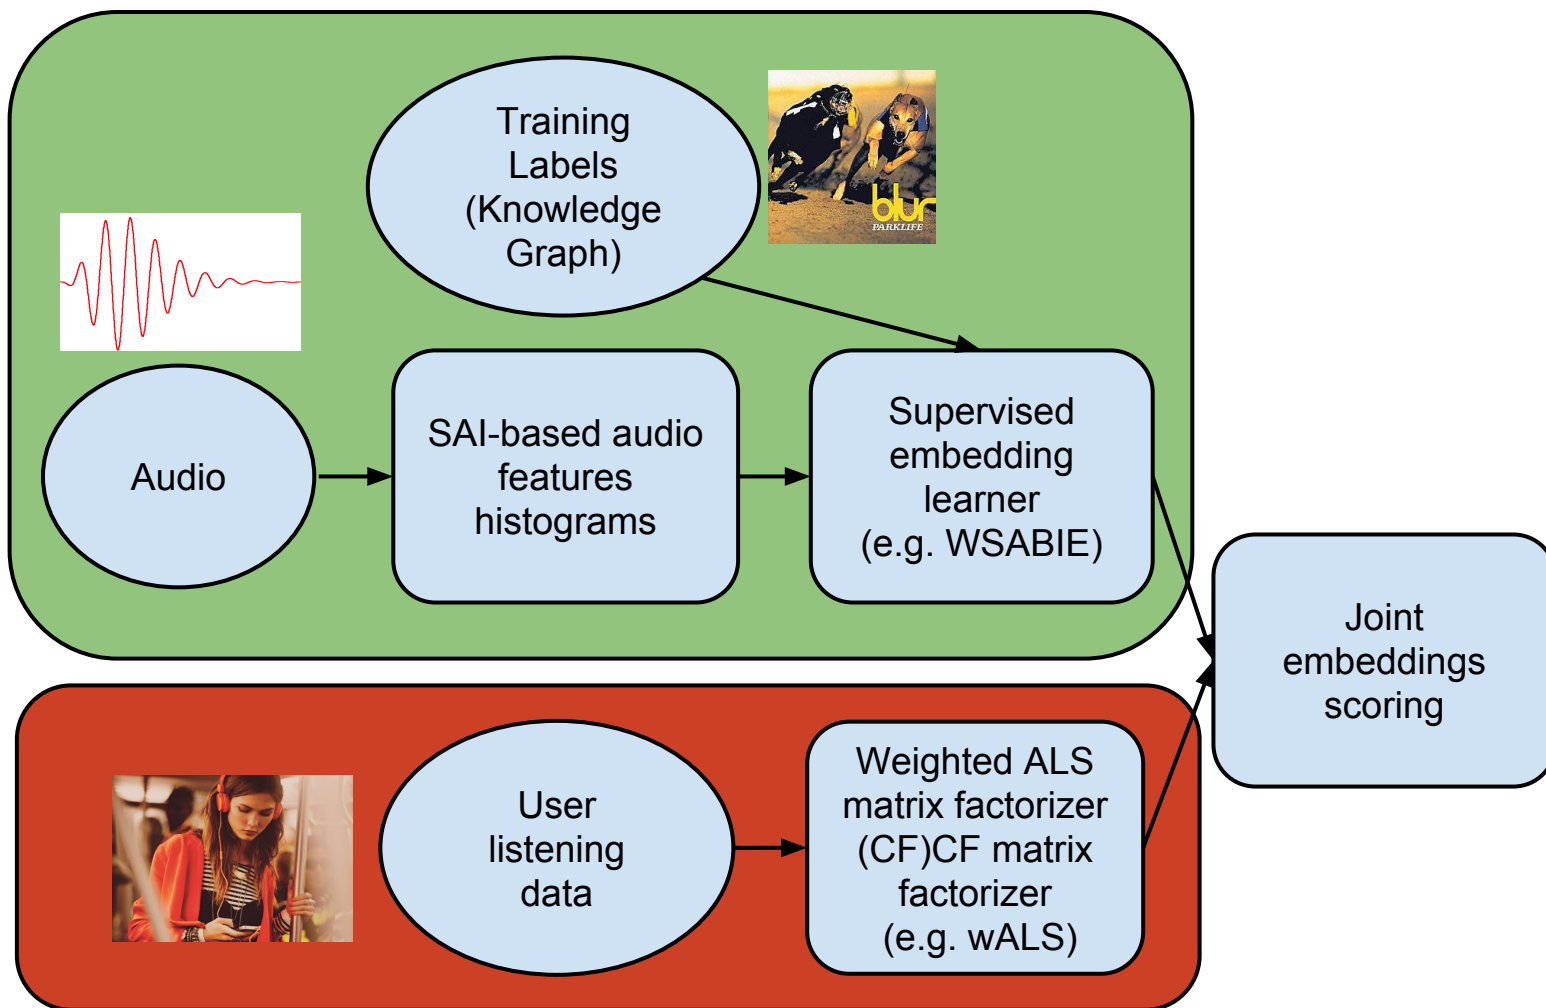 Training
Labels
(Knowledge
Graph)
blur
PARKLIFE
Audio
SAI-based audio
features
histograms
Supervised
embedding
learner
(e.g. WSABIE)
Joint
embeddings
scoring
User
listening
data
Weighted ALS
matrix factorizer
(CF)CF matrix
factorizer
(e.g. wALS)